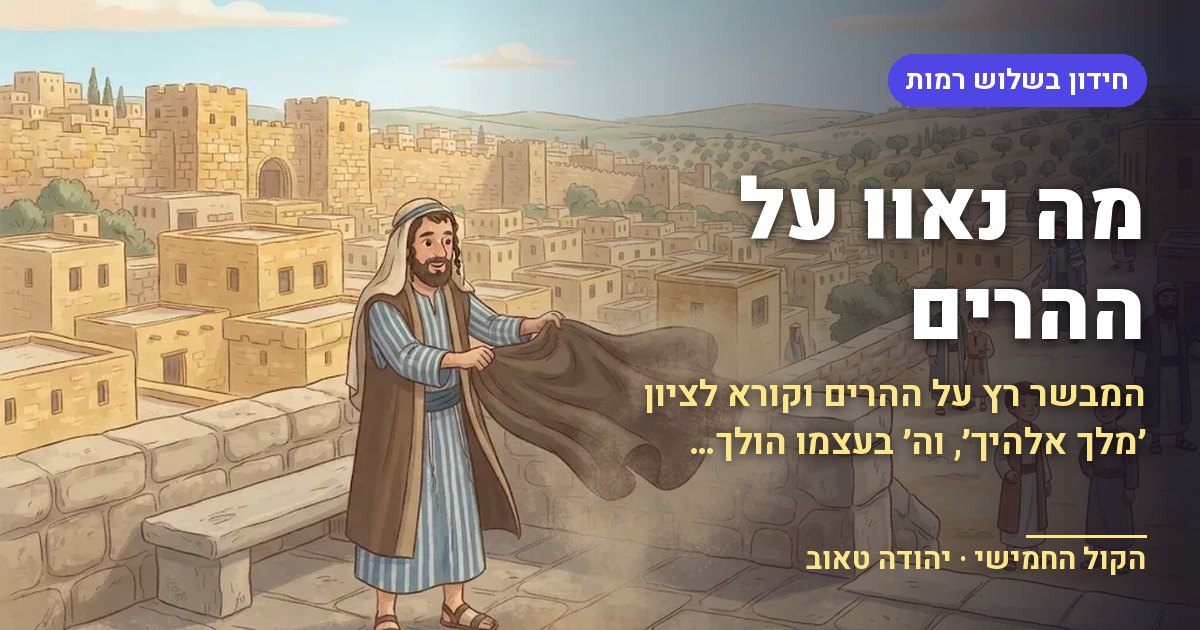 חידון בשלוש רמות
מה נאוו על
ההרים
המבשר רץ על ההרים וקורא לציון
'מלך אלהיך', וה' בעצמו הולך...
הקול החמישי · יהודה טאוב